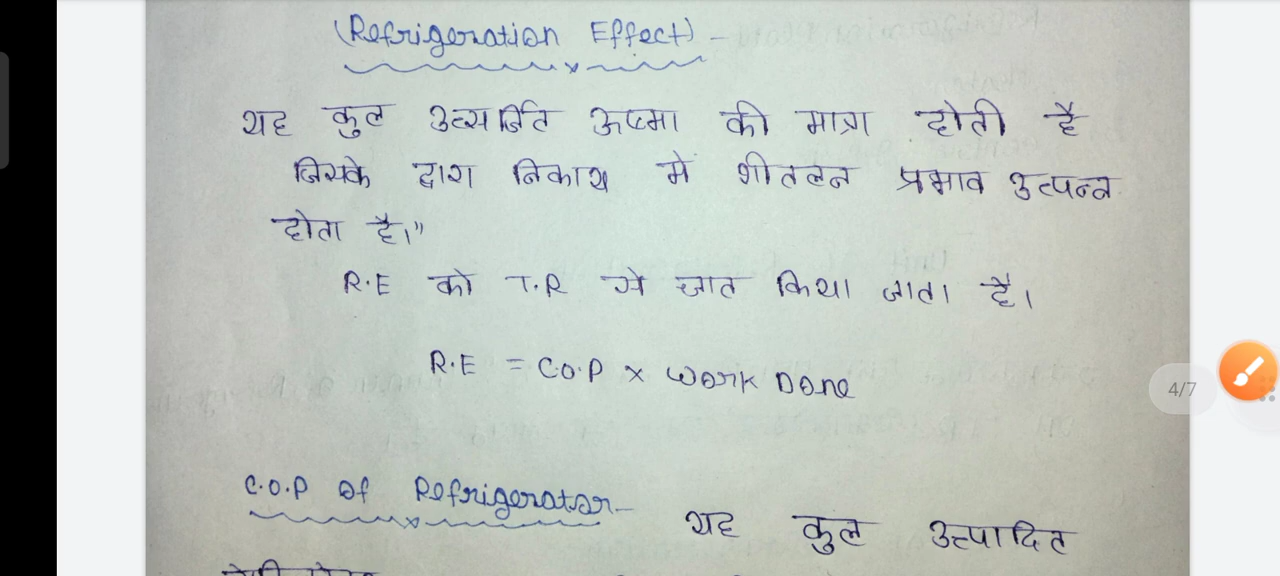 (Refrigeration Effect) -
यह कुल उत्सर्जित ऊष्मा की मात्रा होती है
जिसके द्वारा निकाय में शीतलन प्रभाव उत्पन्न
होता है।"
R.E को T.R से ज्ञात किया जाता है।
R.E = C.O.P × Work Done
C.O.P Of Refrigerator- यह कुल उत्पादित
4/7